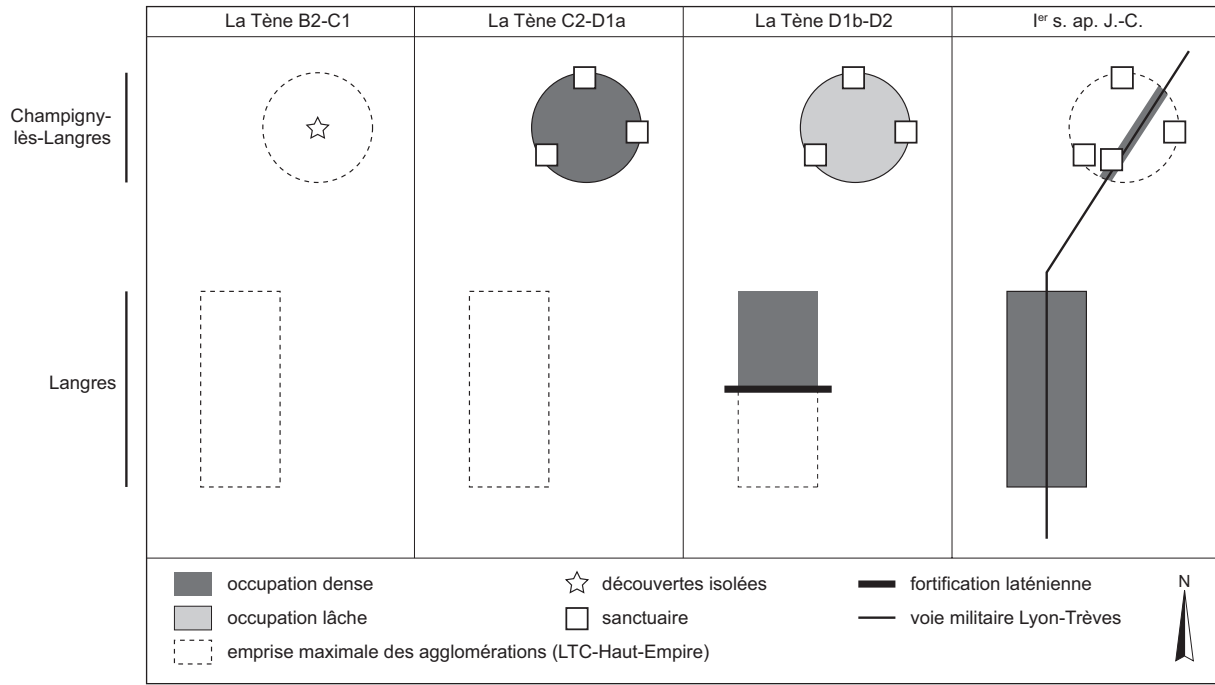 La Tène B2-C1
La Tène C2-D1a
La Tène D1b-D2
Ier s. ap. J.-C.
Champigny-
lès-Langres
Langres
occupation dense
découvertes isolées
fortification laténienne
N
occupation lâche
sanctuaire
voie militaire Lyon-Trèves
emprise maximale des agglomérations (LTC-Haut-Empire)